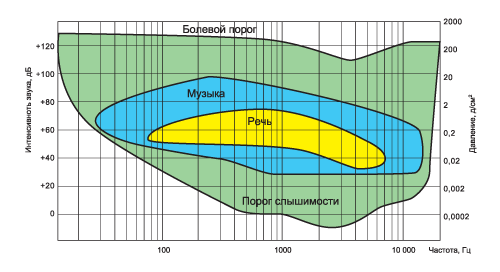 Болевой порог
2000
+120
200
+100
20
Музыка
+80
2
Речь
+60
0,2
+40
0,02
+20
0,002
Порог слышимости
0
0,0002
Интенсивноть звука, дБ
Давление, д/см²
100
1000
10 000
Частота, Гц